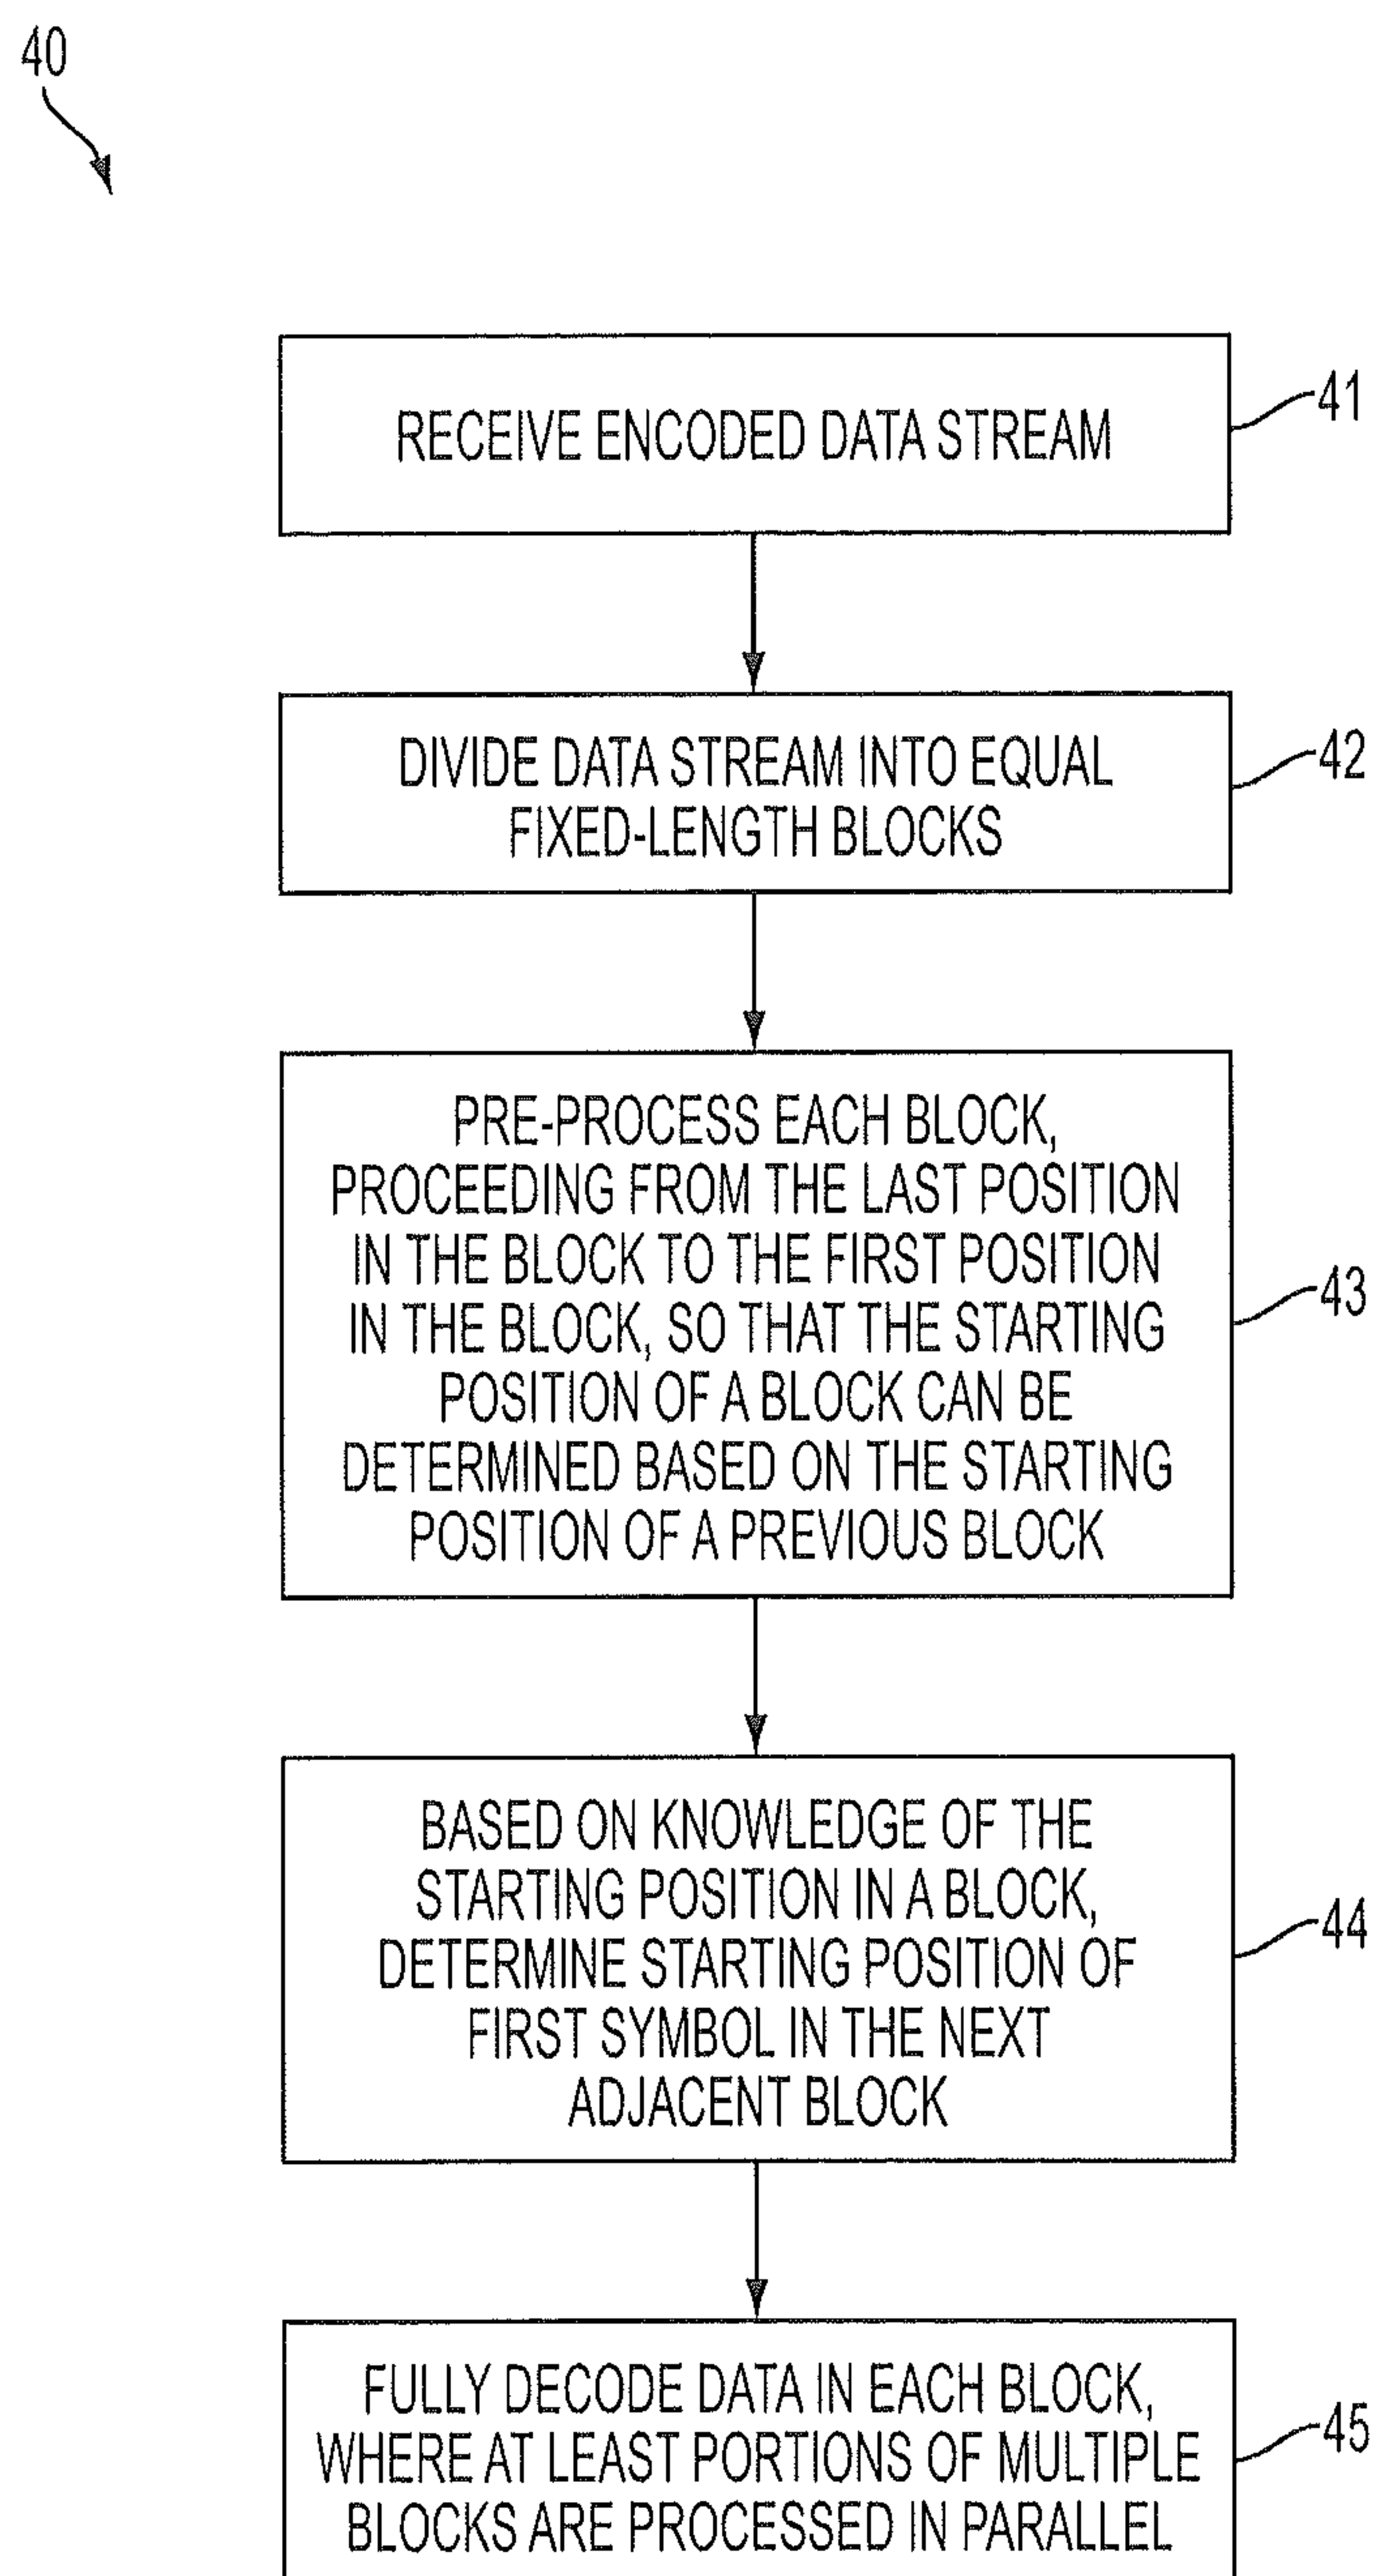 40
RECEIVE ENCODED DATA STREAM
41
DIVIDE DATA STREAM INTO EQUAL
FIXED-LENGTH BLOCKS
42
PRE-PROCESS EACH BLOCK,
PROCEEDING FROM THE LAST POSITION
IN THE BLOCK TO THE FIRST POSITION
IN THE BLOCK, SO THAT THE STARTING
POSITION OF A BLOCK CAN BE
DETERMINED BASED ON THE STARTING
POSITION OF A PREVIOUS BLOCK
43
BASED ON KNOWLEDGE OF THE
STARTING POSITION IN A BLOCK,
DETERMINE STARTING POSITION OF
FIRST SYMBOL IN THE NEXT
ADJACENT BLOCK
44
FULLY DECODE DATA IN EACH BLOCK,
WHERE AT LEAST PORTIONS OF MULTIPLE
BLOCKS ARE PROCESSED IN PARALLEL
45